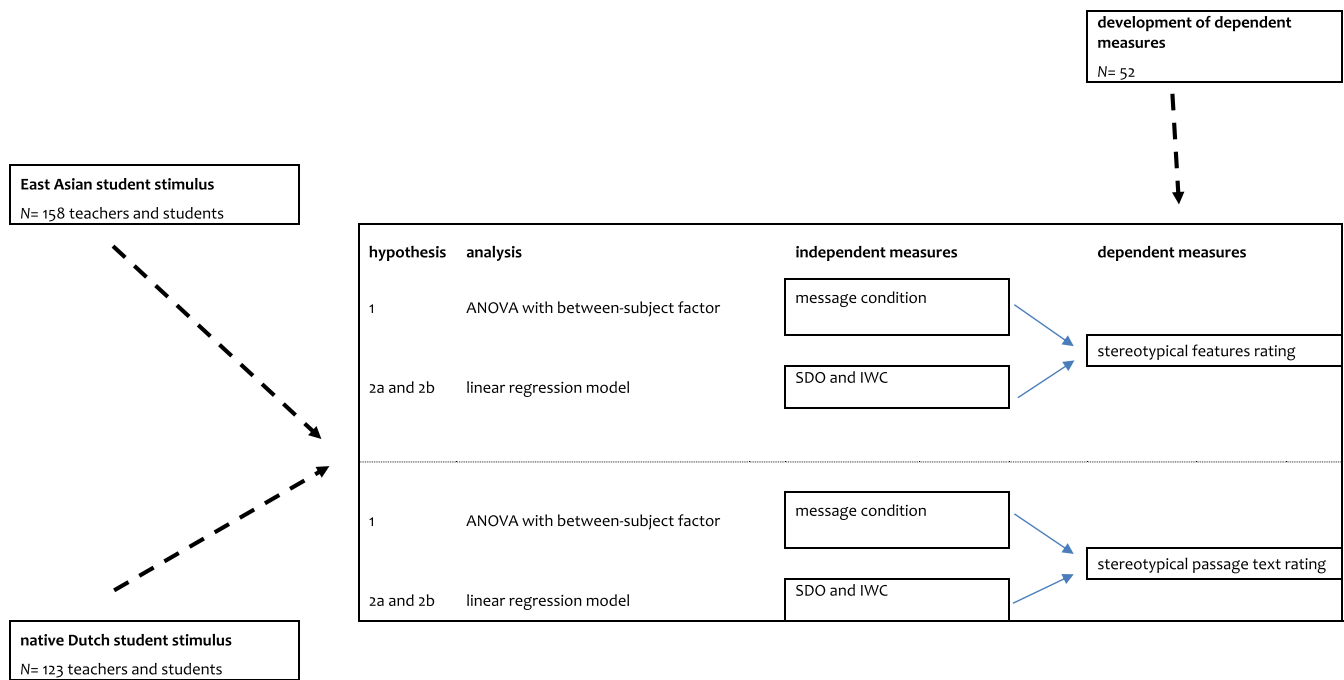 development of dependent
measures
N= 52
East Asian student stimulus
N= 158 teachers and students
hypothesis analysis independent measures dependent measures
1 ANOVA with between-subject factor message condition
stereotypical features rating
2a and 2b linear regression model SDO and IWC
1 ANOVA with between-subject factor message condition
stereotypical passage text rating
2a and 2b linear regression model SDO and IWC
native Dutch student stimulus
N= 123 teachers and students